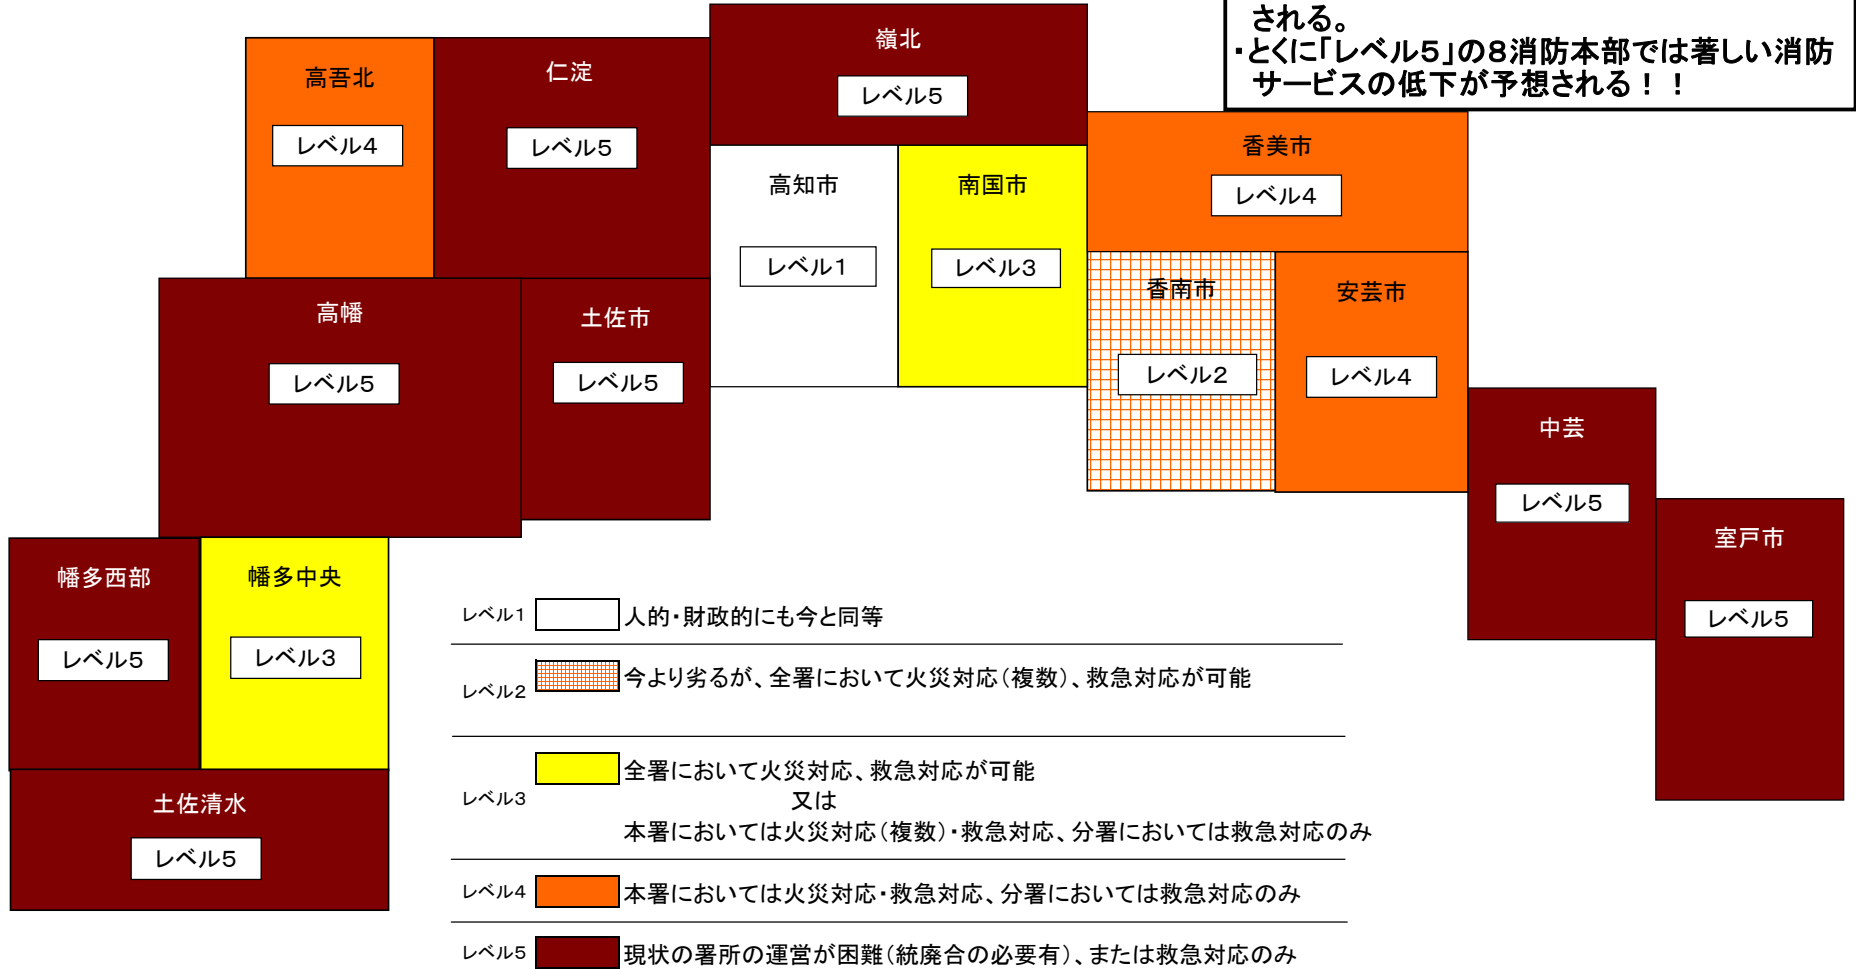 される。
・とくに「レベル5」の8消防本部では著しい消防
サービスの低下が予想される！！
嶺北
レベル5
高吾北
レベル4
仁淀
レベル5
高知市
レベル1
南国市
レベル3
香美市
レベル4
香南市
レベル2
安芸市
レベル4
高幡
レベル5
土佐市
レベル5
中芸
レベル5
室戸市
レベル5
幡多西部
レベル5
幡多中央
レベル3
土佐清水
レベル5
レベル1 人的・財政的にも今と同等
レベル2 今より劣るが、全署において火災対応（複数）、救急対応が可能
全署において火災対応、救急対応が可能
レベル3 又は
本署においては火災対応（複数）・救急対応、分署においては救急対応のみ
レベル4 本署においては火災対応・救急対応、分署においては救急対応のみ
レベル5 現状の署所の運営が困難（統廃合の必要有）、または救急対応のみ